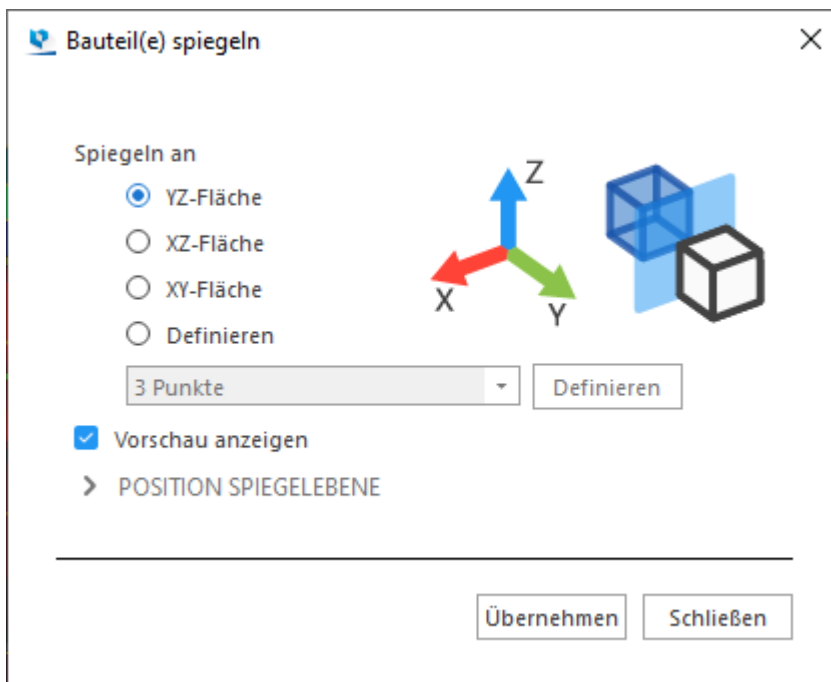 Bauteil(e) spiegeln
Spiegeln an
YZ-Fläche
XZ-Fläche
XY-Fläche
Definieren
Z
X
Y
3 Punkte
Definieren
Vorschau anzeigen
POSITION SPIEGELEBENE
Übernehmen
Schließen